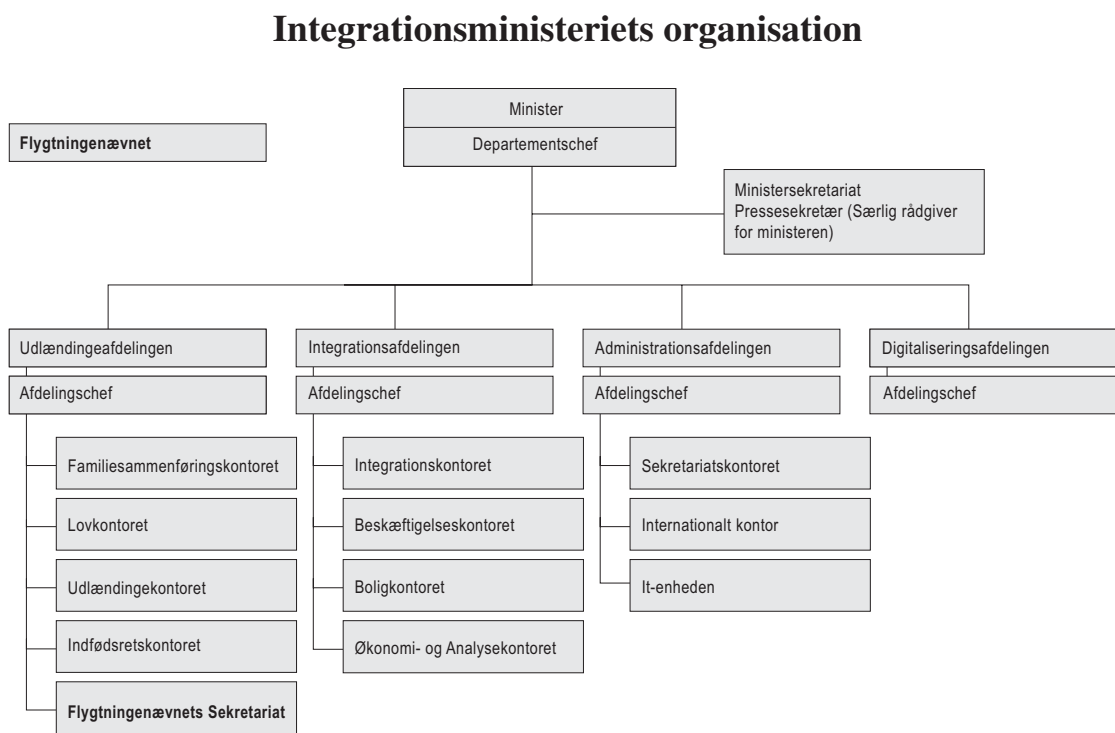 Integrationsministeriets organisation
Flygtningenævnet
Minister
Departementschef
Ministersekretariat
Pressesekretær (Særlig rådgiver
for ministeren)
Udlændingeafdelingen
Afdelingschef
Familiesammenføringskontoret
Lovkontoret
Udlændingekontoret
Indfødsretskontoret
Flygtningenævnets Sekretariat
Integrationsafdelingen
Afdelingschef
Integrationskontoret
Beskæftigelseskontoret
Boligkontoret
Økonomi- og Analysekontoret
Administrationsafdelingen
Afdelingschef
Sekretariatskontoret
Internationalt kontor
It-enheden
Digitaliseringsafdelingen
Afdelingschef